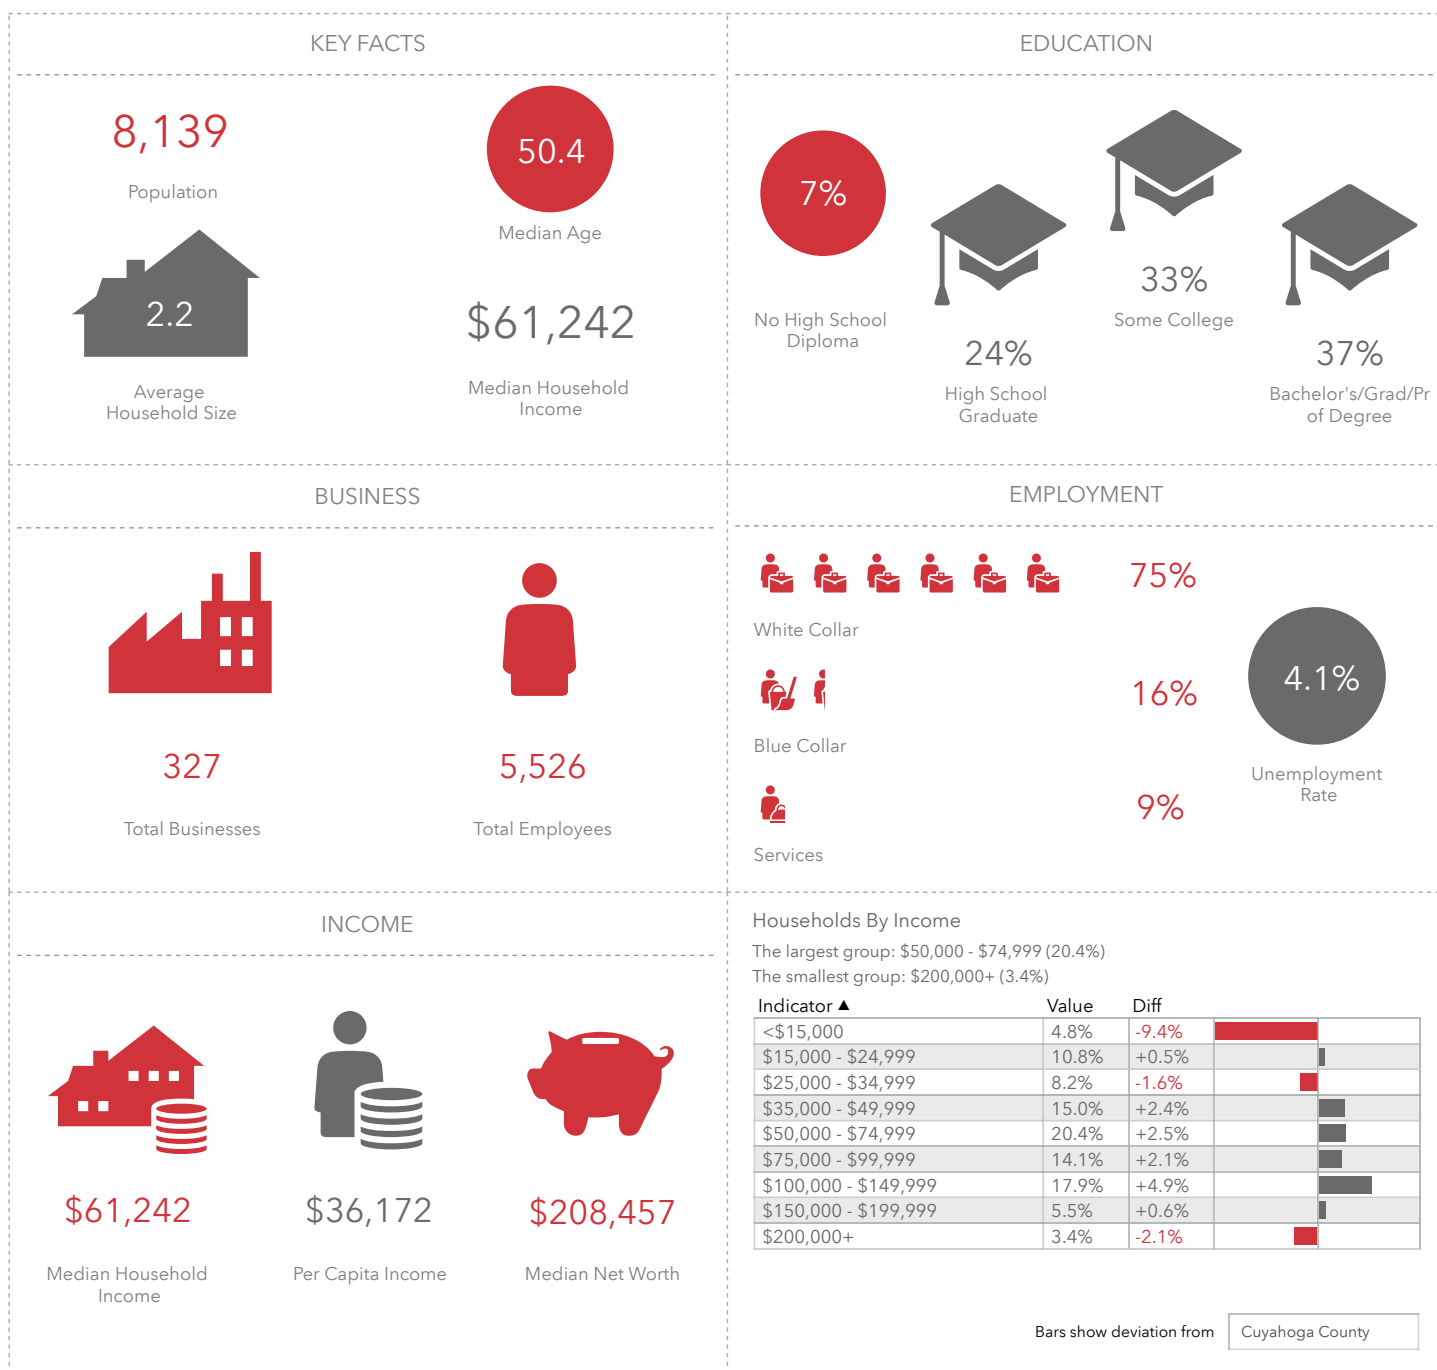 KEY FACTS
8,139
Population
50.4
Median Age
2.2
Average
Household Size
$61,242
Median Household
Income
EDUCATION
7%
No High School
Diploma
24%
High School
Graduate
33%
Some College
37%
Bachelor's/Grad/Pr
of Degree
BUSINESS
327
Total Businesses
5,526
Total Employees
EMPLOYMENT
75%
White Collar
16%
Blue Collar
9%
Services
4.1%
Unemployment
Rate
INCOME
$61,242
Median Household
Income
$36,172
Per Capita Income
$208,457
Median Net Worth
Households By Income
The largest group: $50,000 - $74,999 (20.4%)
The smallest group: $200,000+ (3.4%)
Indicator ▲ Value Diff
<$15,000 4.8% -9.4%
$15,000 - $24,999 10.8% +0.5%
$25,000 - $34,999 8.2% -1.6%
$35,000 - $49,999 15.0% +2.4%
$50,000 - $74,999 20.4% +2.5%
$75,000 - $99,999 14.1% +2.1%
$100,000 - $149,999 17.9% +4.9%
$150,000 - $199,999 5.5% +0.6%
$200,000+ 3.4% -2.1%
Bars show deviation from Cuyahoga County